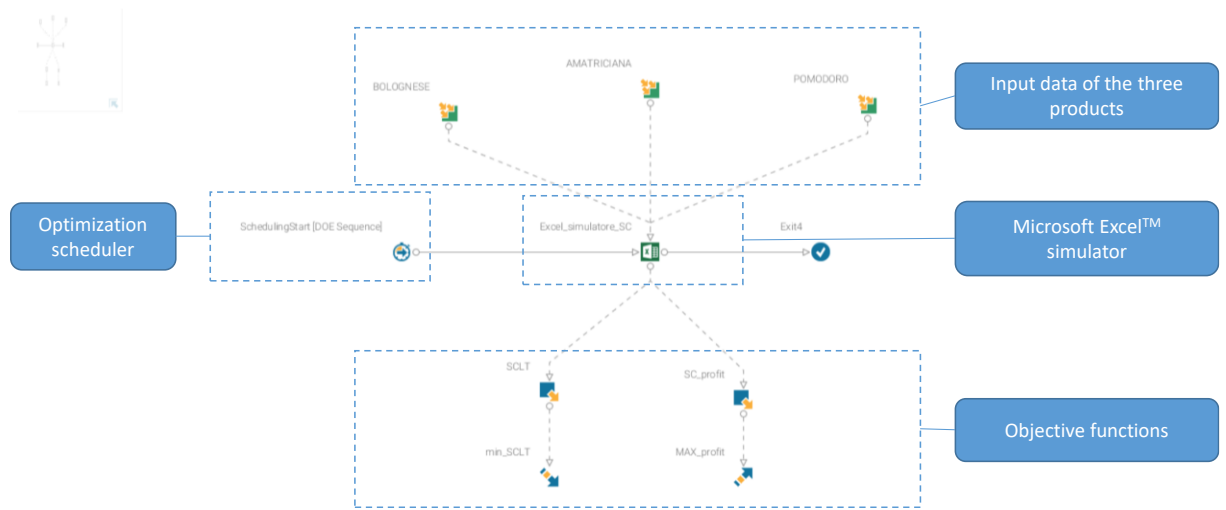 AMATRICIANA
BOLOGNESE
POMODORO
Input data of the three
products
Optimization
scheduler
SchedulingStart [DOE Sequence]
Excel_simulatore_SC
Exit4
Microsoft Excel™
simulator
SCLT
SC_profit
min_SCLT
MAX_profit
Objective functions